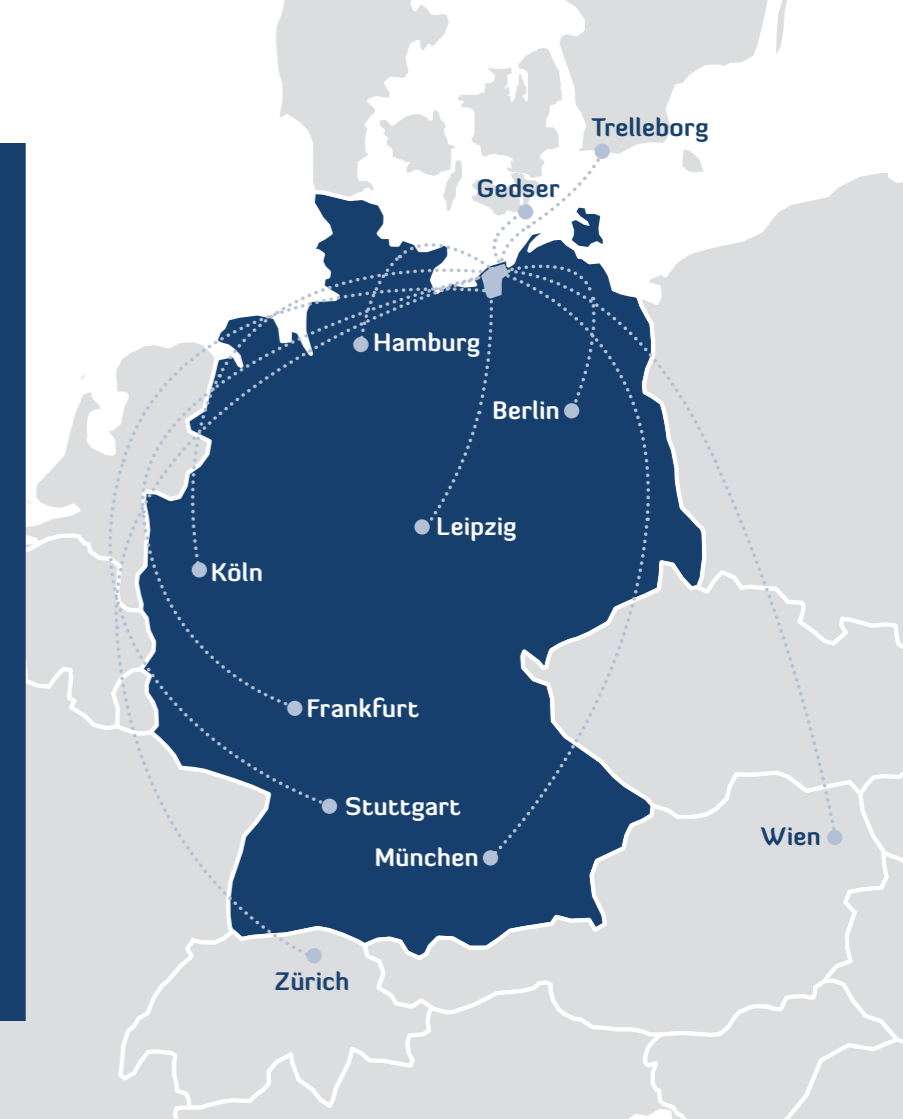 Trelleborg
Gedser
Hamburg
Berlin
Leipzig
Köln
Frankfurt
Stuttgart
Wien
München
Zürich